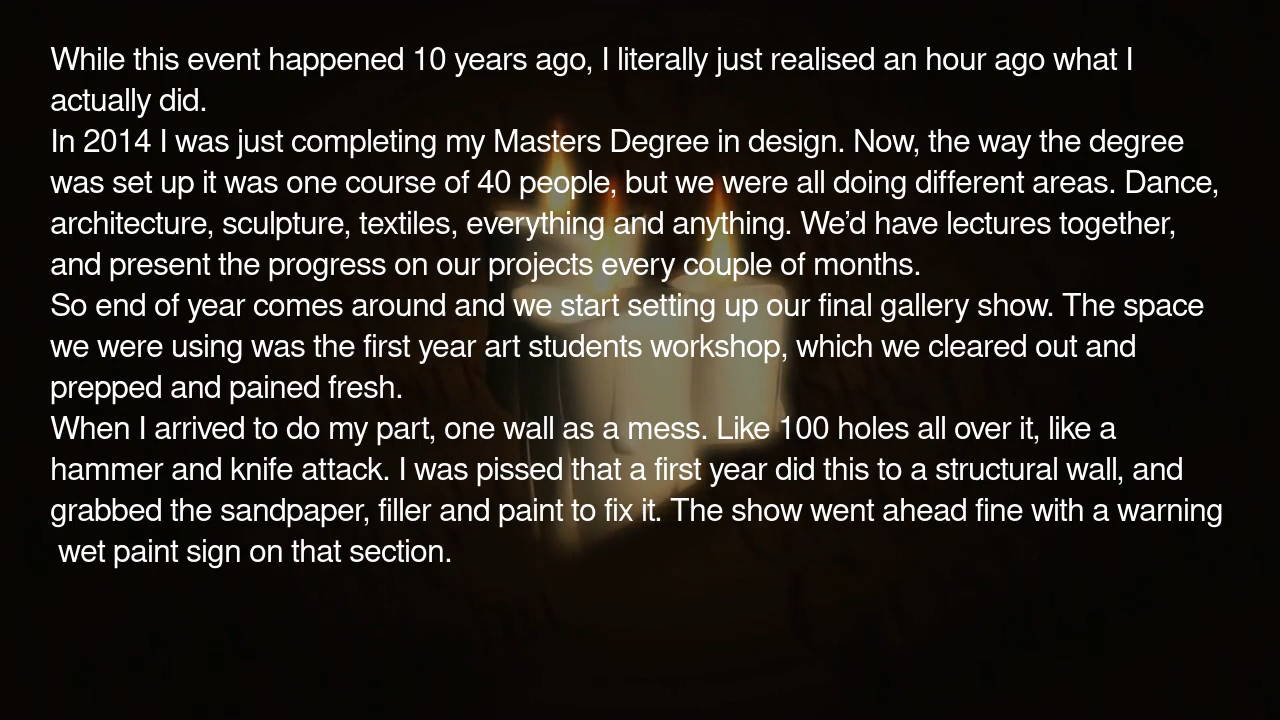 While this event happened 10 years ago, I literally just realised an hour ago what I
actually did.
In 2014 I was just completing my Masters Degree in design. Now, the way the degree
was set up it was one course of 40 people, but we were all doing different areas. Dance,
architecture, sculpture, textiles, everything and anything. We’d have lectures together,
and present the progress on our projects every couple of months.
So end of year comes around and we start setting up our final gallery show. The space
we were using was the first year art students workshop, which we cleared out and
prepped and pained fresh.
When I arrived to do my part, one wall as a mess. Like 100 holes all over it, like a
hammer and knife attack. I was pissed that a first year did this to a structural wall, and
grabbed the sandpaper, filler and paint to fix it. The show went ahead fine with a warning
wet paint sign on that section.